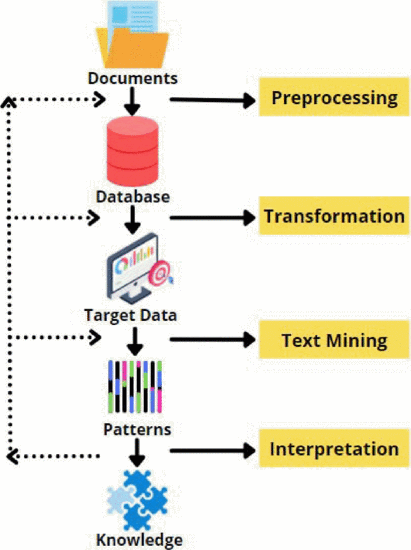 Documents
Preprocessing
Database
Transformation
Target Data
Text Mining
Patterns
Interpretation
Knowledge